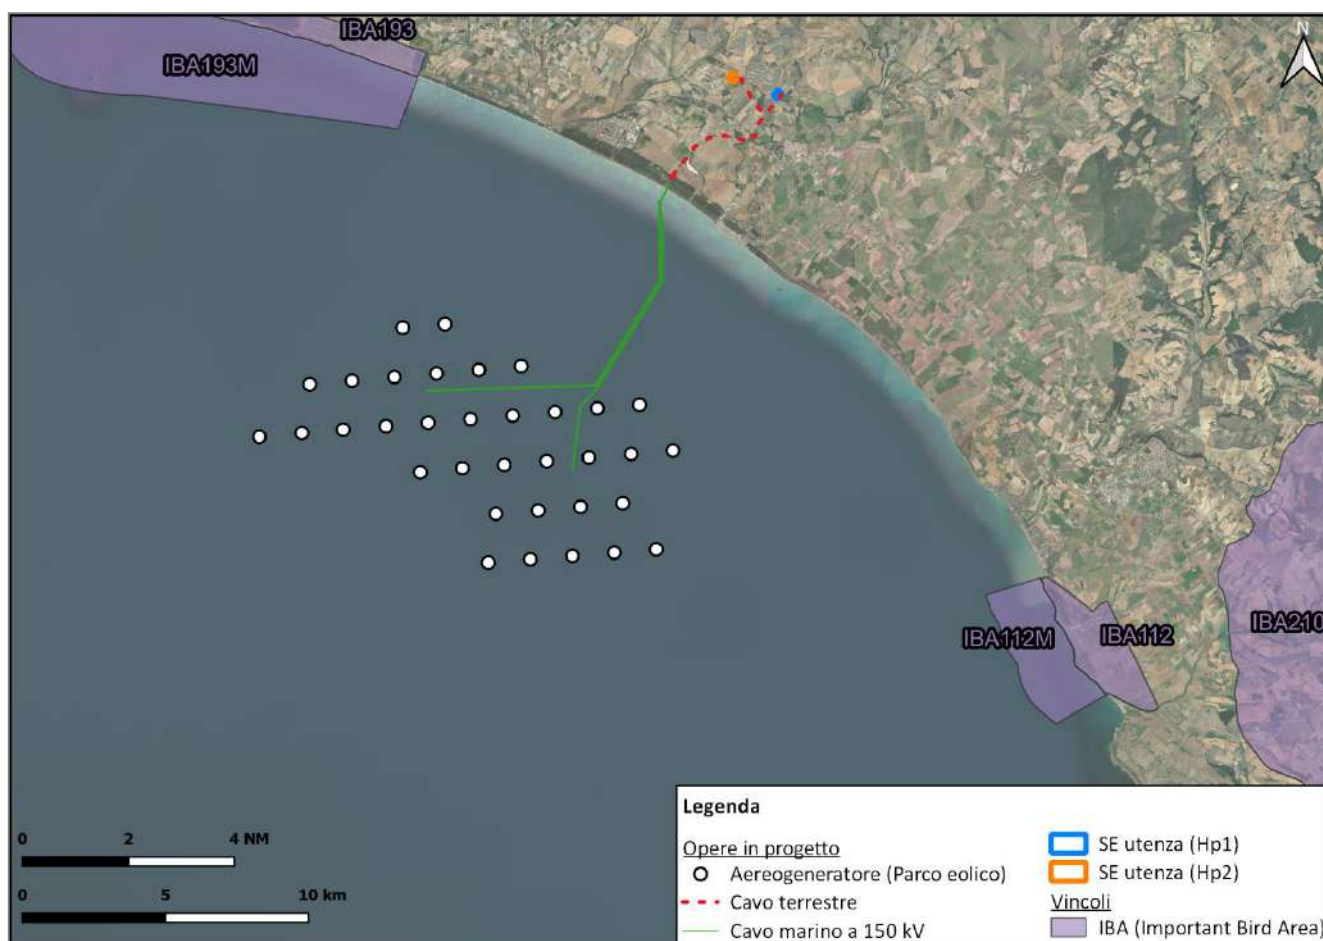 IBA193
IBA193M
N
IBA112M
IBA112
IBA210
0 2 4 NM
0 5 10 km
Legenda
Opere in progetto
Aereogeneratore (Parco eolico)
Cavo terrestre
Cavo marino a 150 kV
SE utenza (Hp1)
SE utenza (Hp2)
Vincoli
IBA (Important Bird Area)